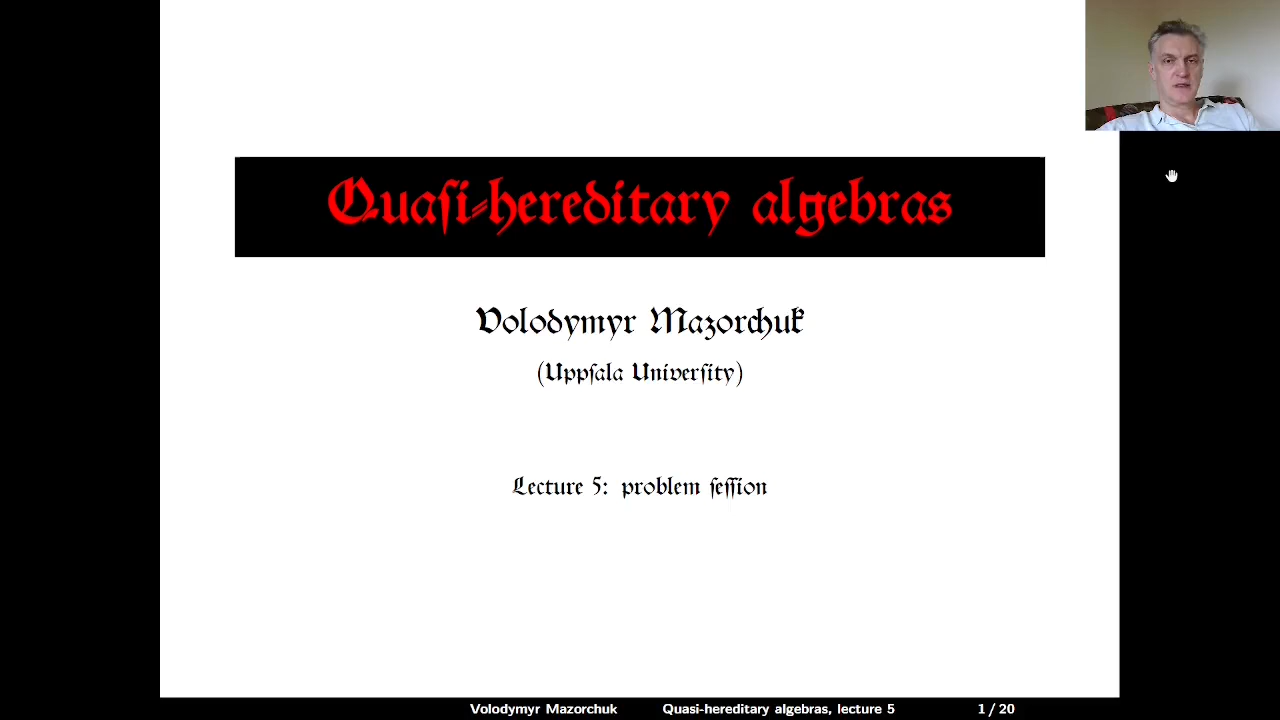 Quaſi-hereditary algebras
Volodymyr Mazorchuk
(Uppſala Univerſity)
Lecture 5: problem ſeſſion
Volodymyr Mazorchuk Quasi-hereditary algebras, lecture 5 1 / 20